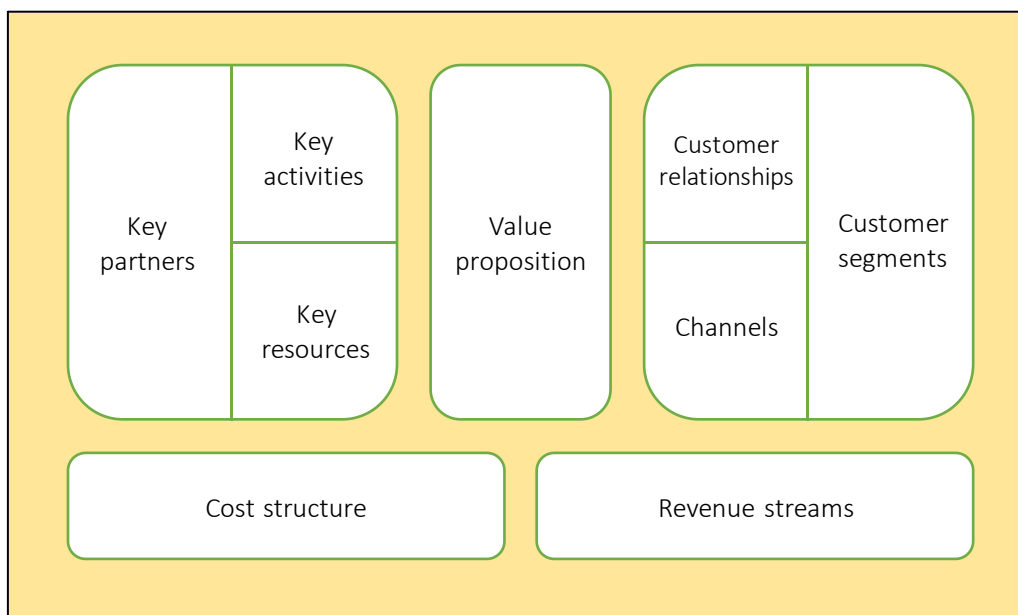 Key
partners
Key
activities
Key
resources
Value
proposition
Customer
relationships
Channels
Customer
segments
Cost structure
Revenue streams